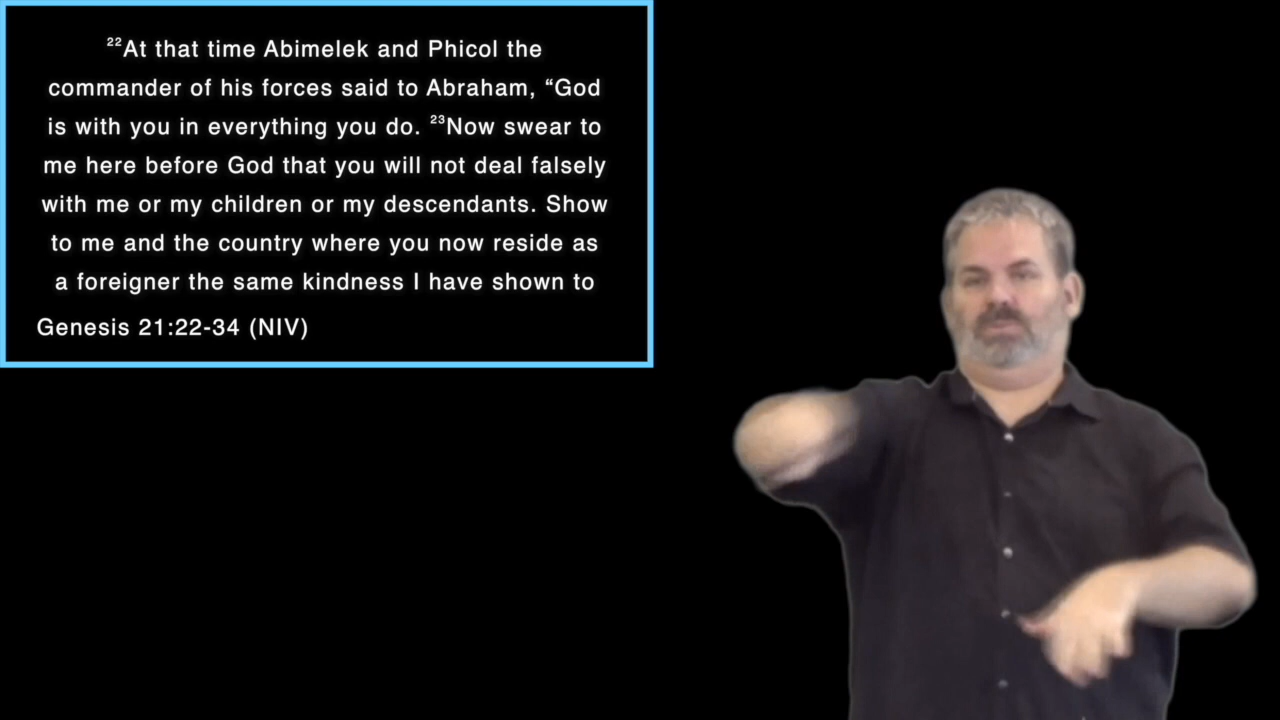 ²²At that time Abimelek and Phicol the
commander of his forces said to Abraham, “God
is with you in everything you do. ²³Now swear to
me here before God that you will not deal falsely
with me or my children or my descendants. Show
to me and the country where you now reside as
a foreigner the same kindness I have shown to
Genesis 21:22-34 (NIV)